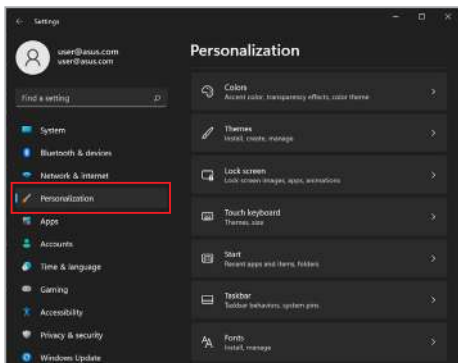 Settings
user@asus.com
user@asus.com
Find a setting
System
Bluetooth & devices
Network & internet
Personalization
Apps
Accounts
Time & language
Gaming
Accessibility
Privacy & security
Windows Update
Personalization
Colors
Accent color, transparency effects, color theme
Themes
Install, create, manage
Lock screen
Lock screen images, apps, animations
Touch keyboard
Themes, size
Start
Recent apps and items, folders
Taskbar
Taskbar behaviors, system pins
Fonts
Install, manage